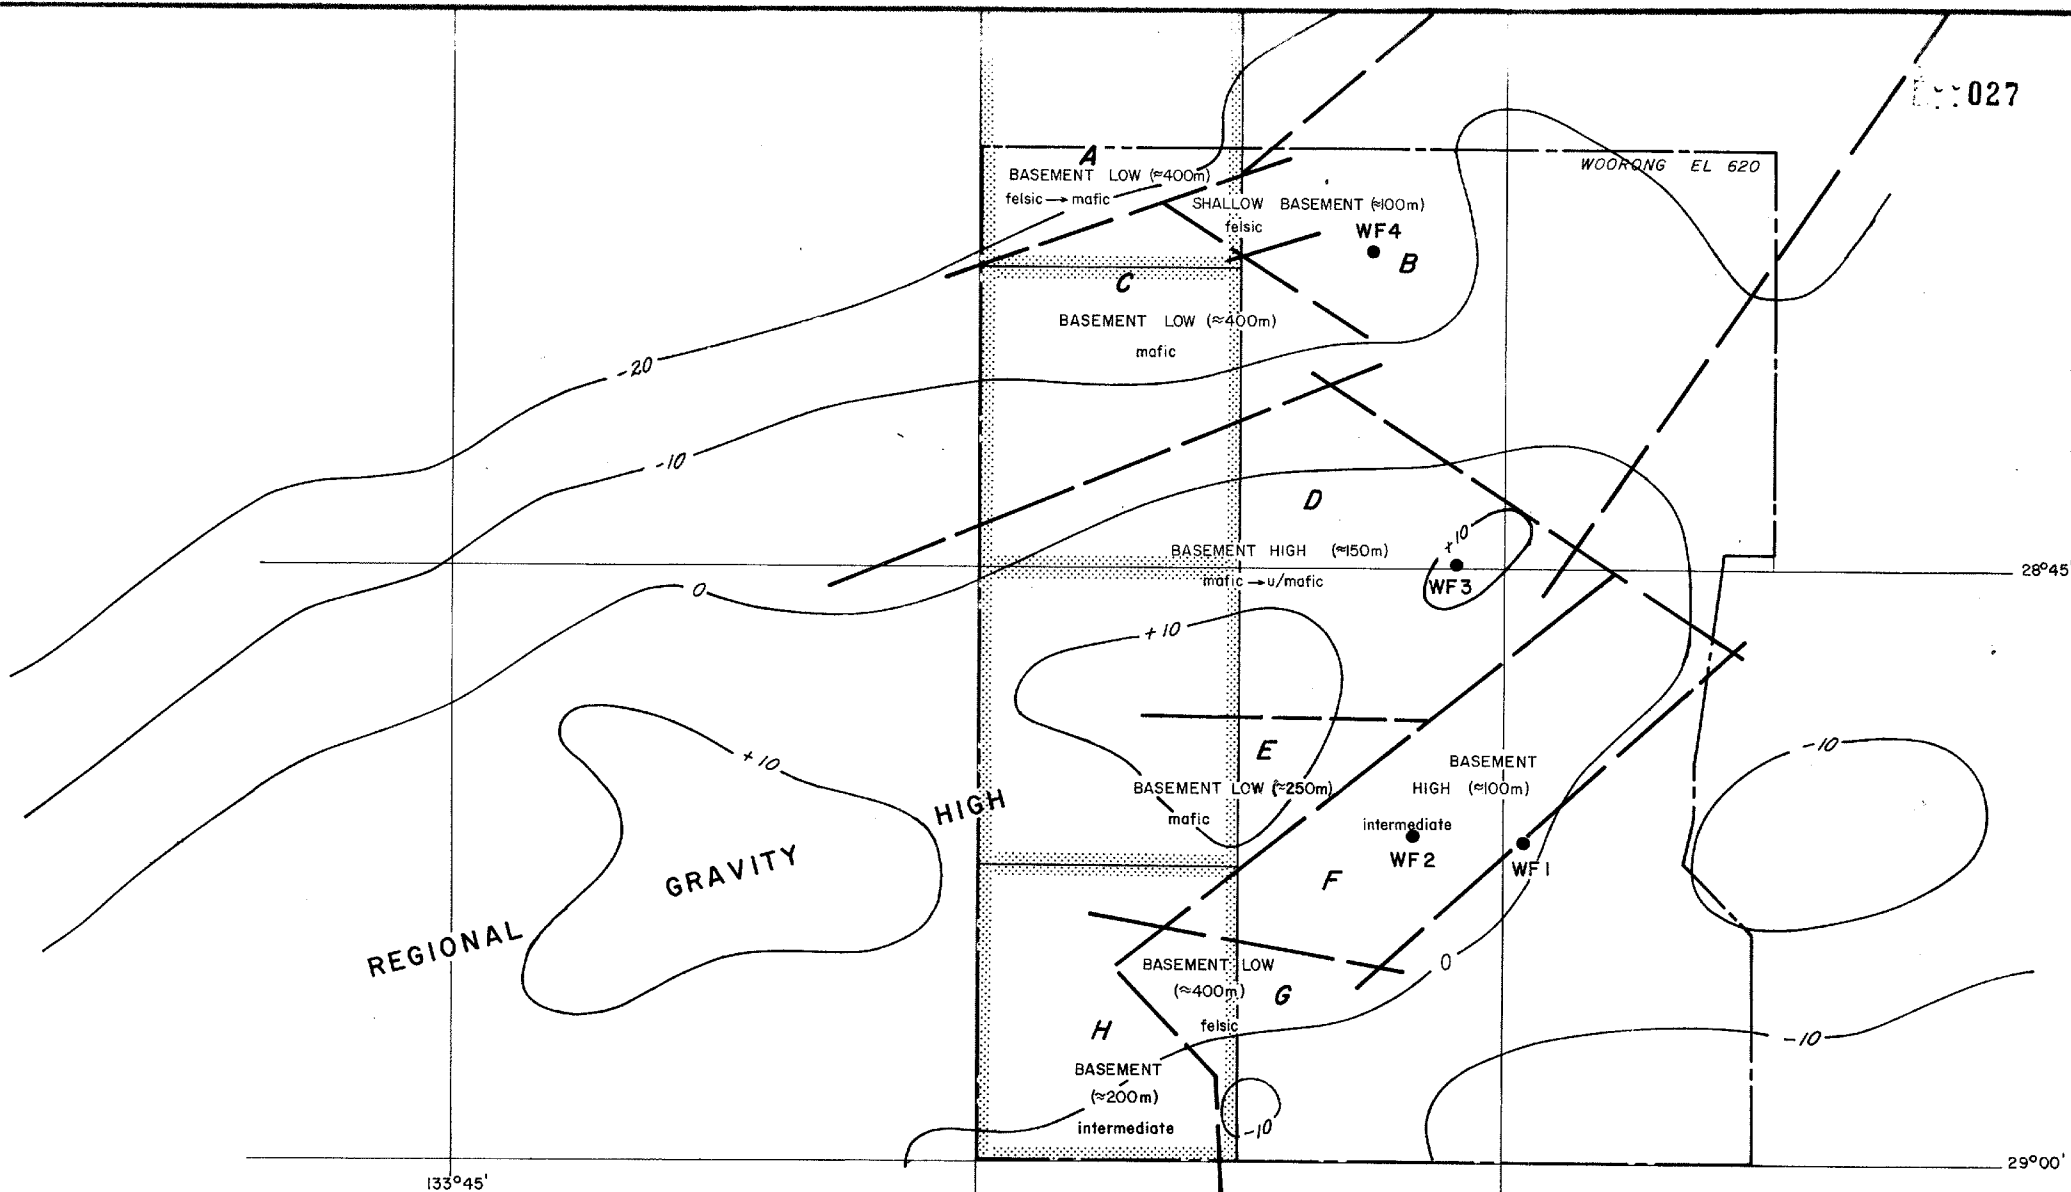 027
WOORONG EL 620
A
BASEMENT LOW (≈400m)
felsic → mafic
SHALLOW BASEMENT (≈100m)
felsic
WF4
B
C
BASEMENT LOW (≈400m)
mafic
-20
-10
D
+10
BASEMENT HIGH (≈150m)
mafic → u/mafic
WF3
28°45'
0
+10
E
BASEMENT LOW (≈250m)
mafic
BASEMENT
HIGH (≈100m)
intermediate
WF2
WF1
F
-10
+10
REGIONAL GRAVITY HIGH
0
BASEMENT LOW
(≈400m)
G
felsic
H
BASEMENT
(≈200m)
intermediate
-10
-10
29°00'
133°45'